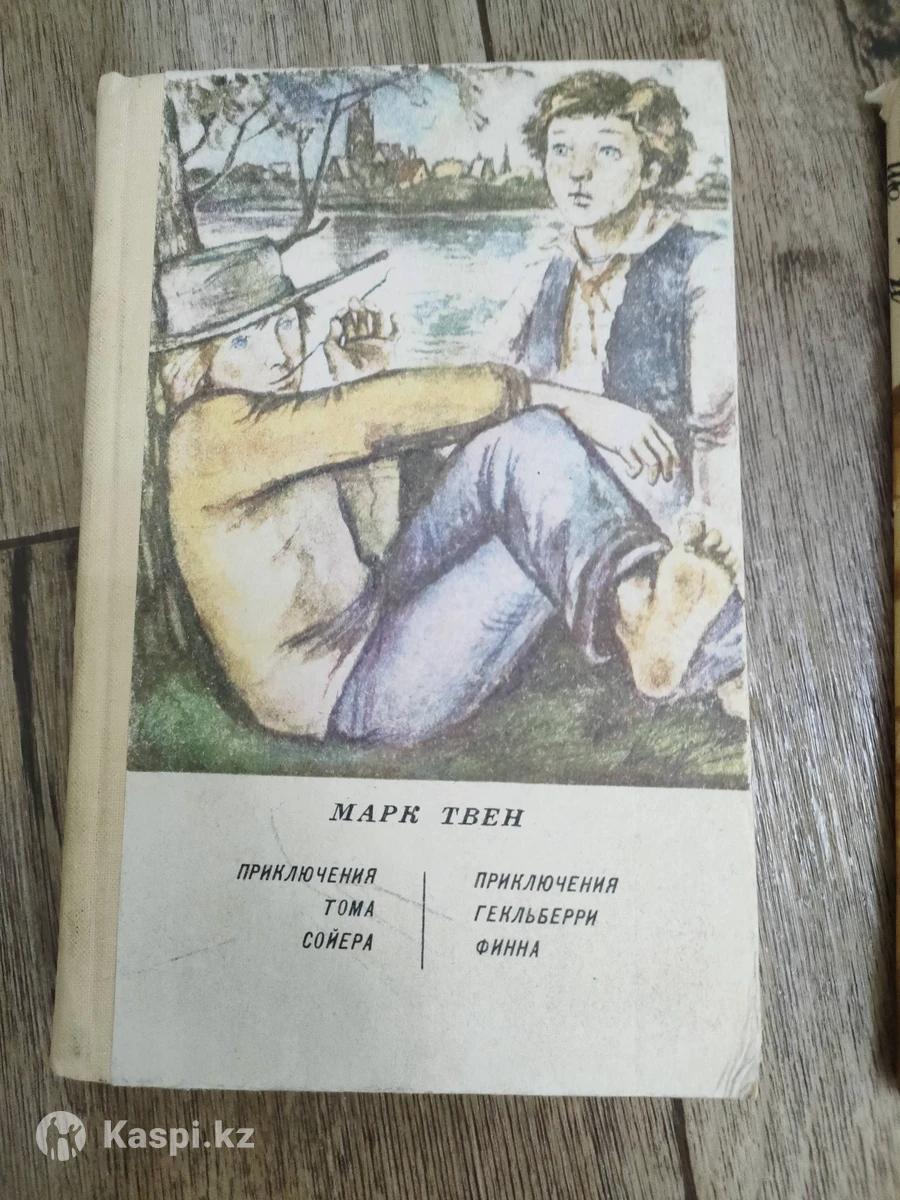 МАРК ТВЕН
ПРИКЛЮЧЕНИЯ
ТОМА
СОЙЕРА
ПРИКЛЮЧЕНИЯ
ГЕКЛЬБЕРРИ
ФИННА
Kaspi.kz